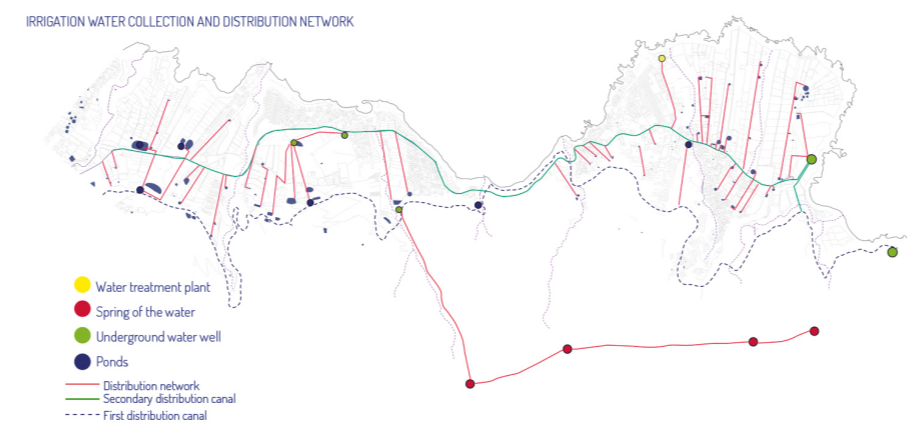 IRRIGATION WATER COLLECTION AND DISTRIBUTION NETWORK
Water treatment plant
Spring of the water
Underground water well
Ponds
Distribution network
Secondary distribution canal
First distribution canal